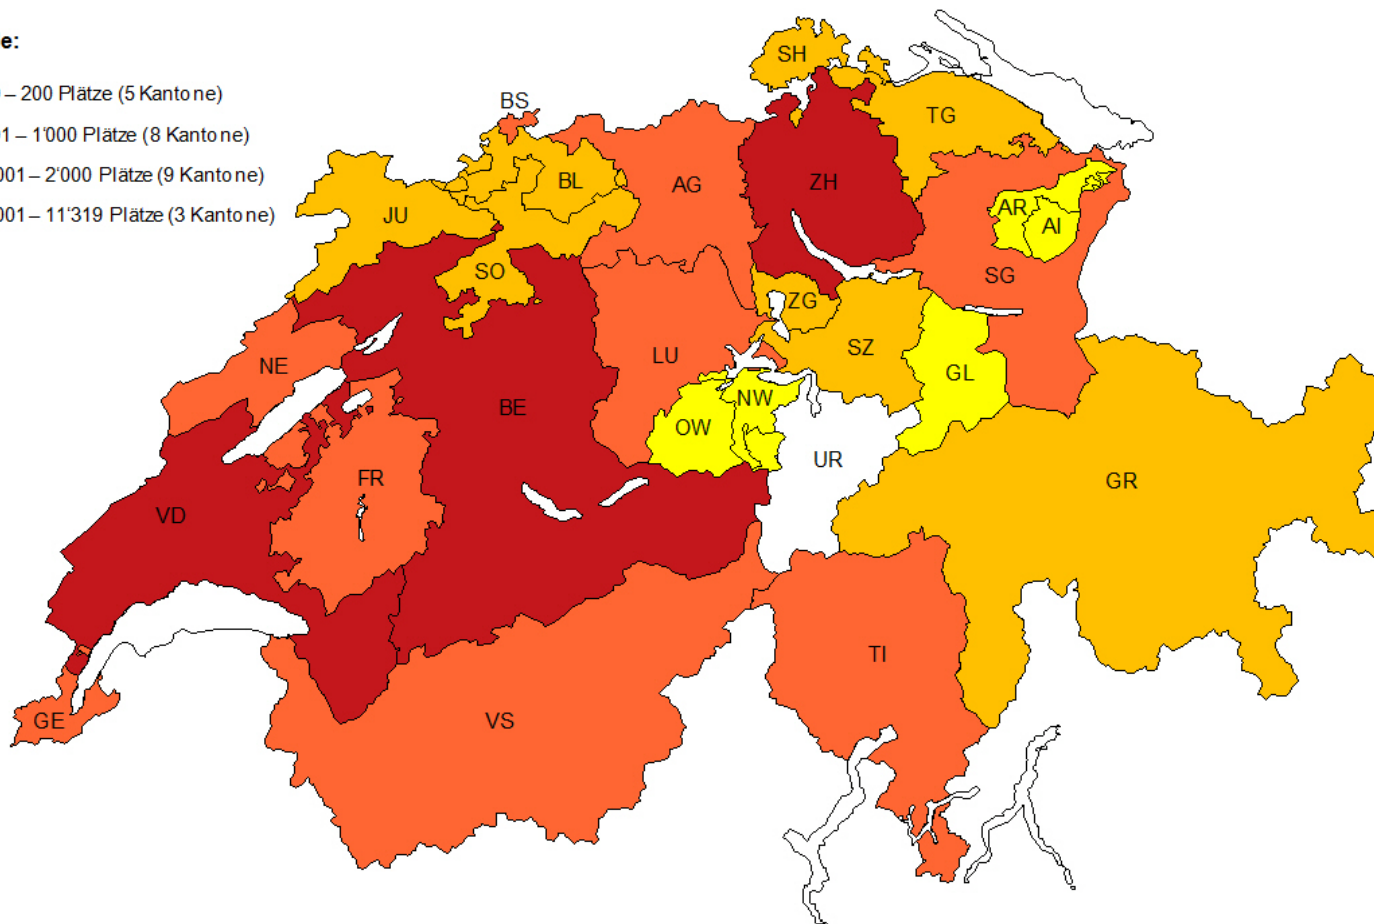 e:
– 200 Plätze (5 Kantone)
01 – 1'000 Plätze (8 Kantone)
001 – 2'000 Plätze (9 Kantone)
001 – 11'319 Plätze (3 Kantone)
SH
BS
TG
BL
AG
ZH
JU
AR
AI
SO
SG
ZG
NE
LU
SZ
GL
BE
NW
OW
UR
FR
GR
VD
TI
GE
VS